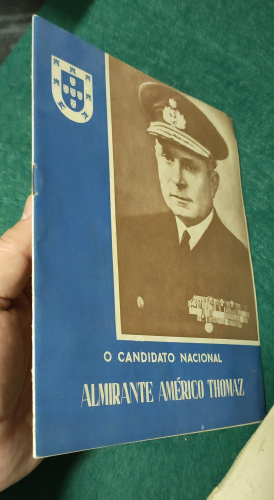 O CANDIDATO NACIONAL
ALMIRANTE AMÉRICO THOMAZ